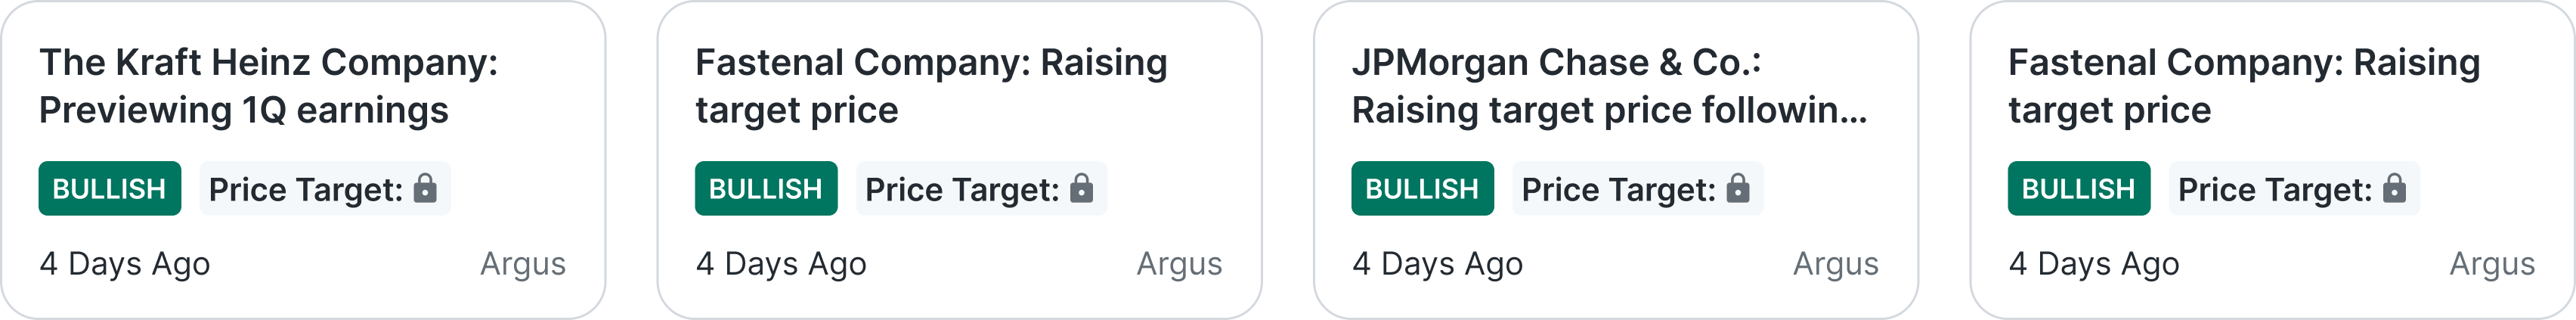 The Kraft Heinz Company:
Previewing 1Q earnings
BULLISH Price Target:
4 Days Ago Argus
Fastenal Company: Raising
target price
BULLISH Price Target:
4 Days Ago Argus
JPMorgan Chase & Co.:
Raising target price followin...
BULLISH Price Target:
4 Days Ago Argus
Fastenal Company: Raising
target price
BULLISH Price Target:
4 Days Ago Argus